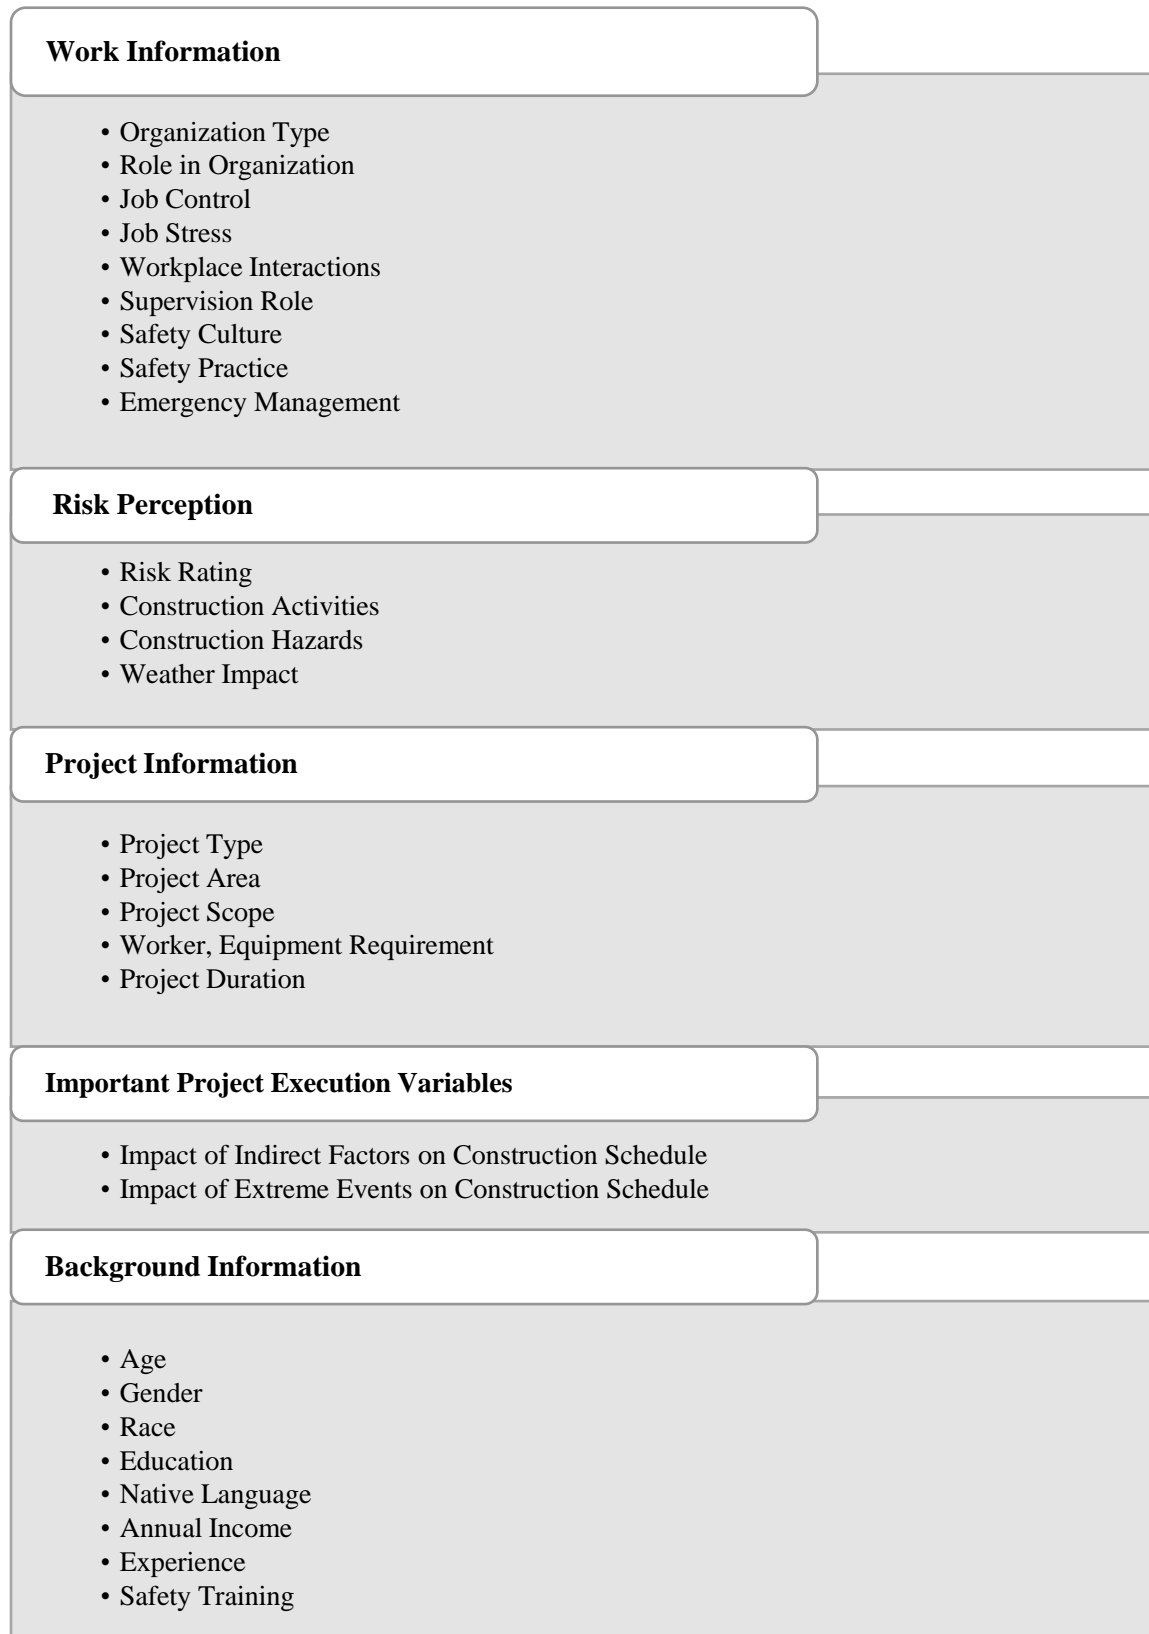 Work Information
• Organization Type
• Role in Organization
• Job Control
• Job Stress
• Workplace Interactions
• Supervision Role
• Safety Culture
• Safety Practice
• Emergency Management
Risk Perception
• Risk Rating
• Construction Activities
• Construction Hazards
• Weather Impact
Project Information
• Project Type
• Project Area
• Project Scope
• Worker, Equipment Requirement
• Project Duration
Important Project Execution Variables
• Impact of Indirect Factors on Construction Schedule
• Impact of Extreme Events on Construction Schedule
Background Information
• Age
• Gender
• Race
• Education
• Native Language
• Annual Income
• Experience
• Safety Training